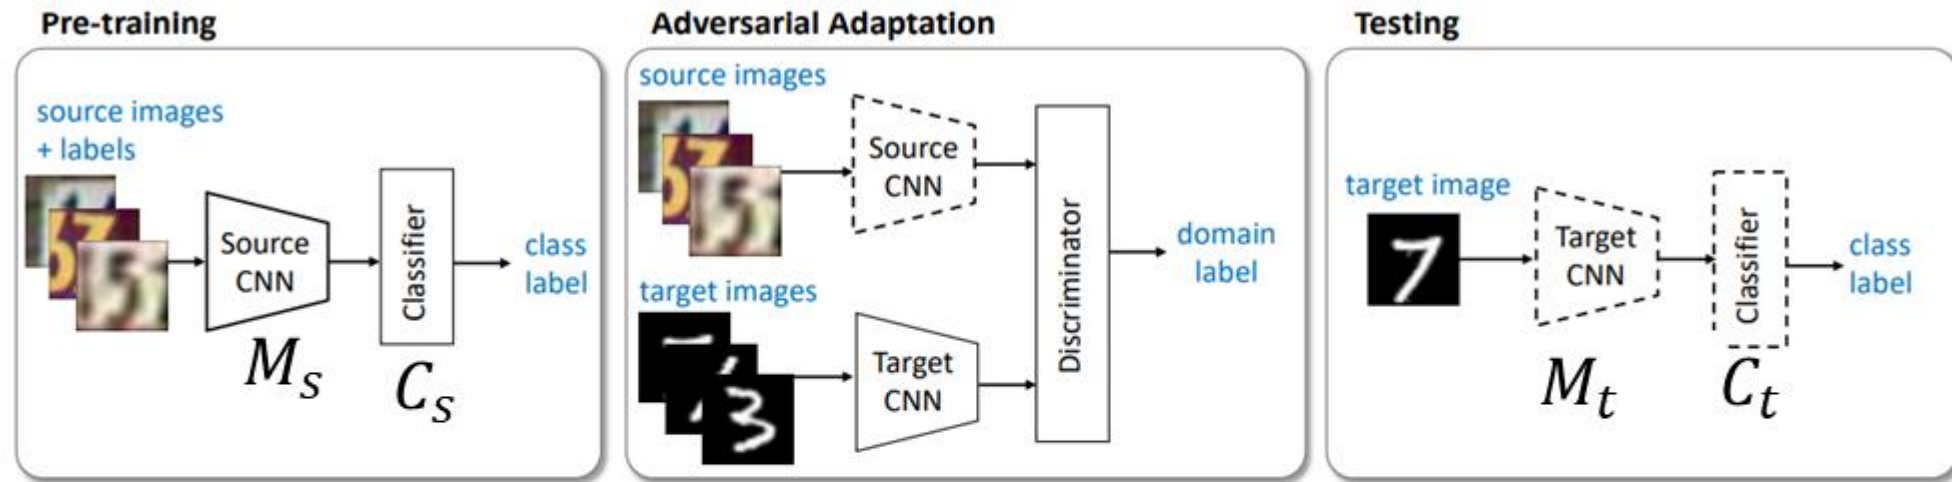 Pre-training
source images
+ labels
Source
CNN
Classifier
class
label
M_s
C_s
Adversarial Adaptation
source images
Source
CNN
target images
Target
CNN
Discriminator
domain
label
Testing
target image
7
Target
CNN
Classifier
class
label
M_t
C_t